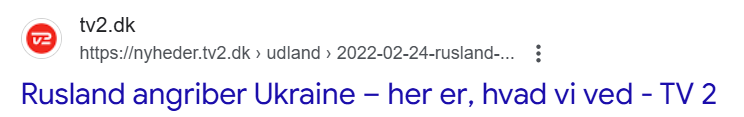 tv2.dk
https://nyheder.tv2.dk › udland › 2022-02-24-rusland-...
Rusland angriber Ukraine – her er, hvad vi ved - TV 2